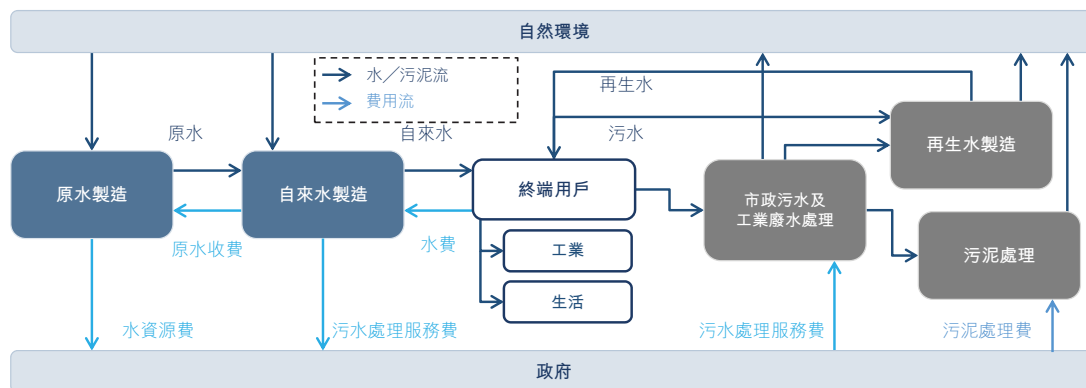 自然環境
水／污泥流
費用流
再生水
原水
自來水
污水
再生水製造
原水製造
自來水製造
終端用戶
市政污水及
工業廢水處理
原水收費
水費
工業
污泥處理
生活
水資源費
污水處理服務費
污水處理服務費
污泥處理費
政府